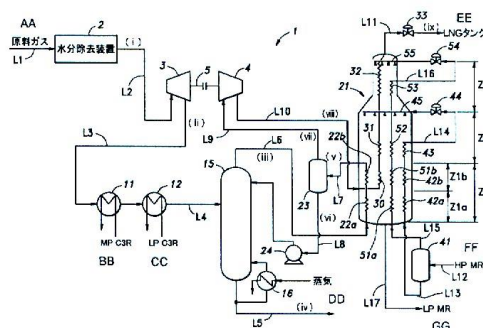 AA
原料ガス
L1
2
水分除去装置
(i)
L2
1
3
5
4
(ii)
L3
L9
L10
(vii)
(viii)
L6
(iii)
15
11
12
MP C3R
LP C3R
BB
CC
L4
24
16
蒸気
L5
(iv)
DD
23
(v)
L7
(vi)
L8
22b
22a
21
L11
33
(ix)
EE
LNGタンク
55
54
32
L16
53
45
44
31
52
L14
43
30
51b
42b
51a
42a
Z1b
Z1a
L15
41
FF
HP MR
L12
L13
L17
LP MR
GG